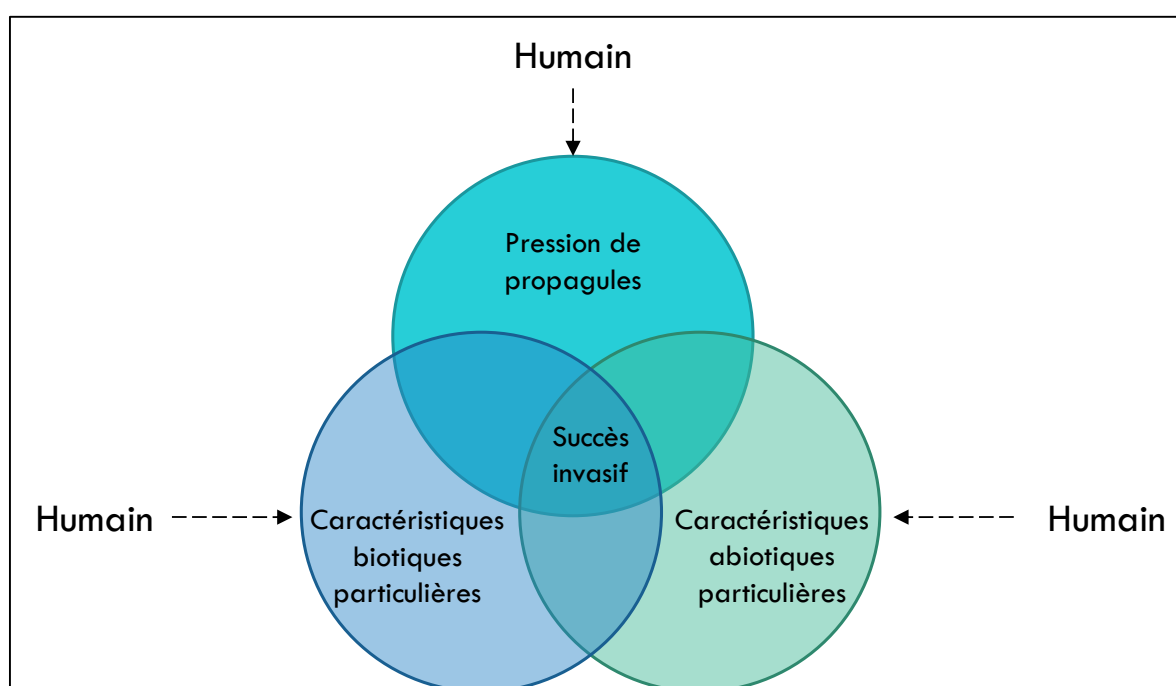 Humain
Pression de
propagules
Succès
invasif
Humain
Caractéristiques
biotiques
particulières
Caractéristiques
abiotiques
particulières
Humain